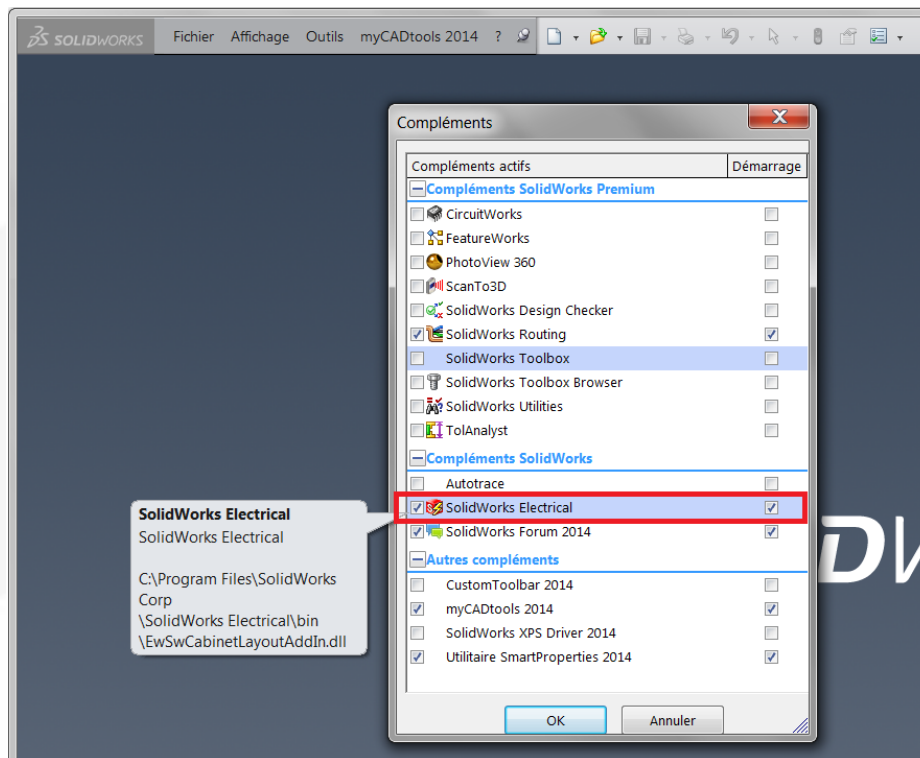 SOLIDWORKS Fichier Affichage Outils myCADtools 2014 ?
Compléments
Compléments actifs Démarrage
Compléments SolidWorks Premium
CircuitWorks
FeatureWorks
PhotoView 360
ScanTo3D
SolidWorks Design Checker
SolidWorks Routing
SolidWorks Toolbox
SolidWorks Toolbox Browser
SolidWorks Utilities
TolAnalyst
Compléments SolidWorks
Autotrace
SolidWorks Electrical
SolidWorks Forum 2014
Autres compléments
CustomToolbar 2014
myCADtools 2014
SolidWorks XPS Driver 2014
Utilitaire SmartProperties 2014
OK Annuler
SolidWorks Electrical
SolidWorks Electrical
C:\Program Files\SolidWorks
Corp
\SolidWorks Electrical\bin
\EwSwCabinetLayoutAddIn.dll